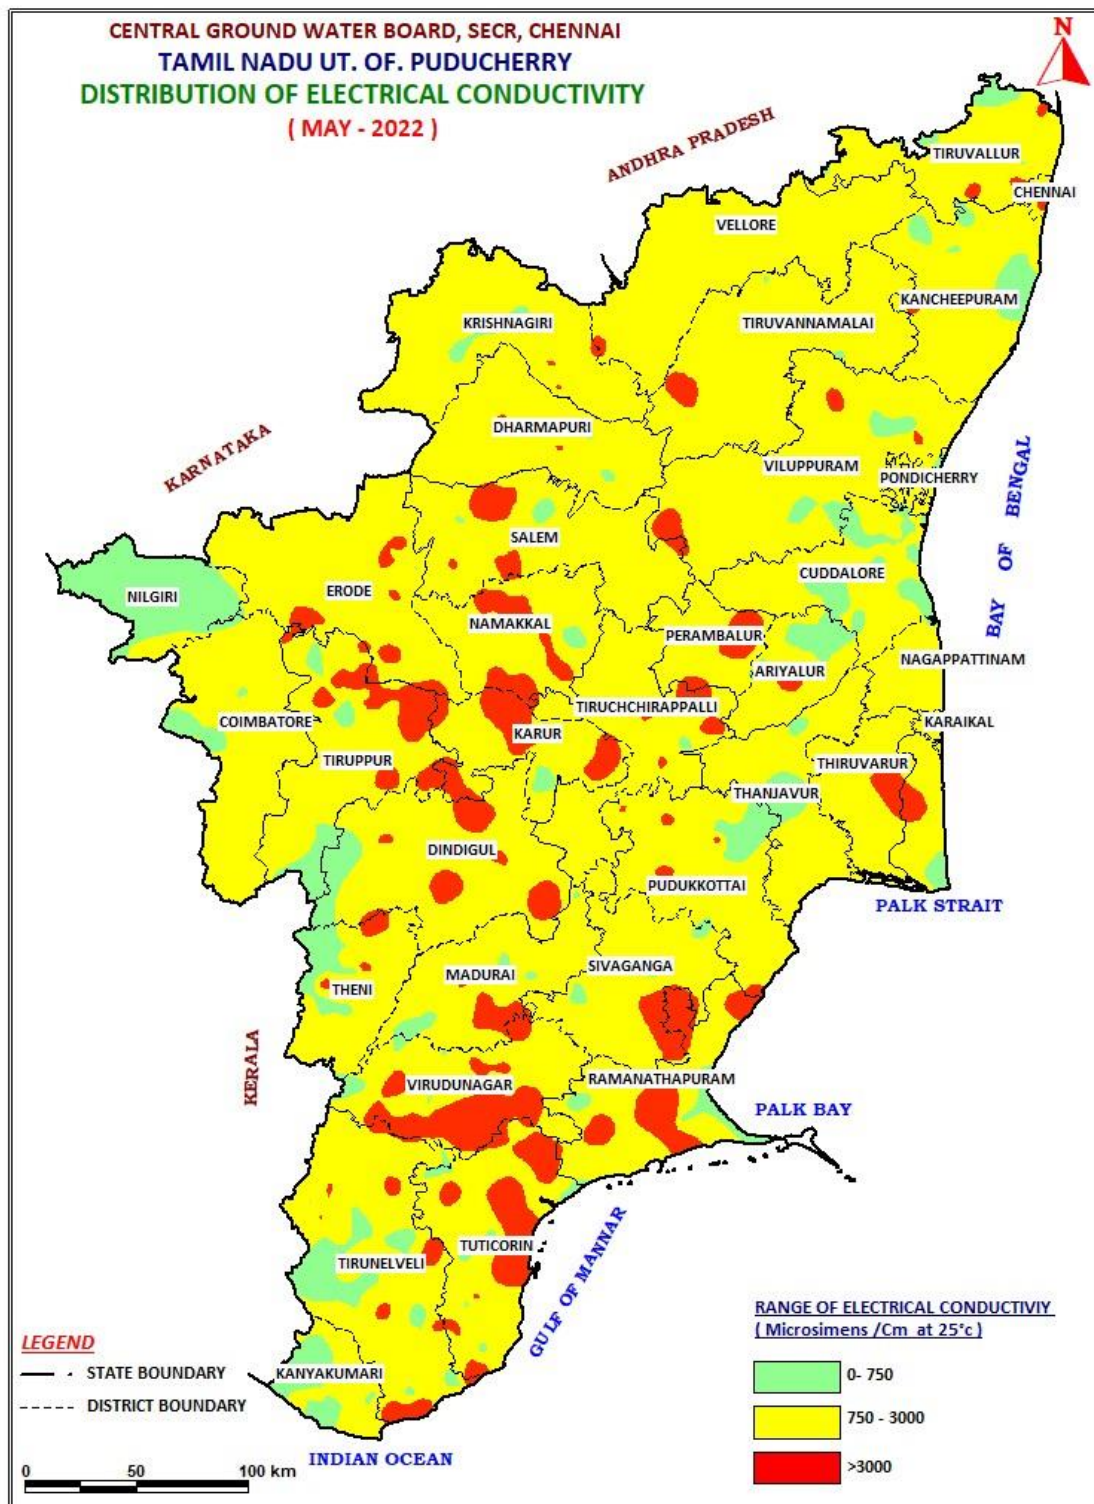 CENTRAL GROUND WATER BOARD, SECR, CHENNAI
TAMIL NADU UT. OF. PUDUCHERRY
DISTRIBUTION OF ELECTRICAL CONDUCTIVITY
( MAY - 2022 )
N
ANDHRA PRADESH
TIRUVALLUR
CHENNAI
VELLORE
KANCHEEPURAM
KRISHNAGIRI
TIRUVANNAMALAI
DHARMAPURI
KARNATAKA
VILUPPURAM
PONDICHERRY
BAY OF BENGAL
SALEM
CUDDALORE
NILGIRI
ERODE
NAMAKKAL
PERAMBALUR
NAGAPPATTINAM
ARIYALUR
TIRUCHCHIRAPPALLI
COIMBATORE
KARUR
KARAIKAL
TIRUPPUR
THIRUVARUR
THANJAVUR
DINDIGUL
PUDUKKOTTAI
PALK STRAIT
SIVAGANGA
MADURAI
THENI
KERALA
VIRUDUNAGAR
RAMANATHAPURAM
PALK BAY
TUTICORIN
TIRUNELVELI
GULF OF MANNAR
KANYAKUMARI
INDIAN OCEAN
LEGEND
STATE BOUNDARY
DISTRICT BOUNDARY
0 50 100 km
RANGE OF ELECTRICAL CONDUCTIVIY
( Microsimens /Cm at 25°c )
0- 750
750 - 3000
>3000